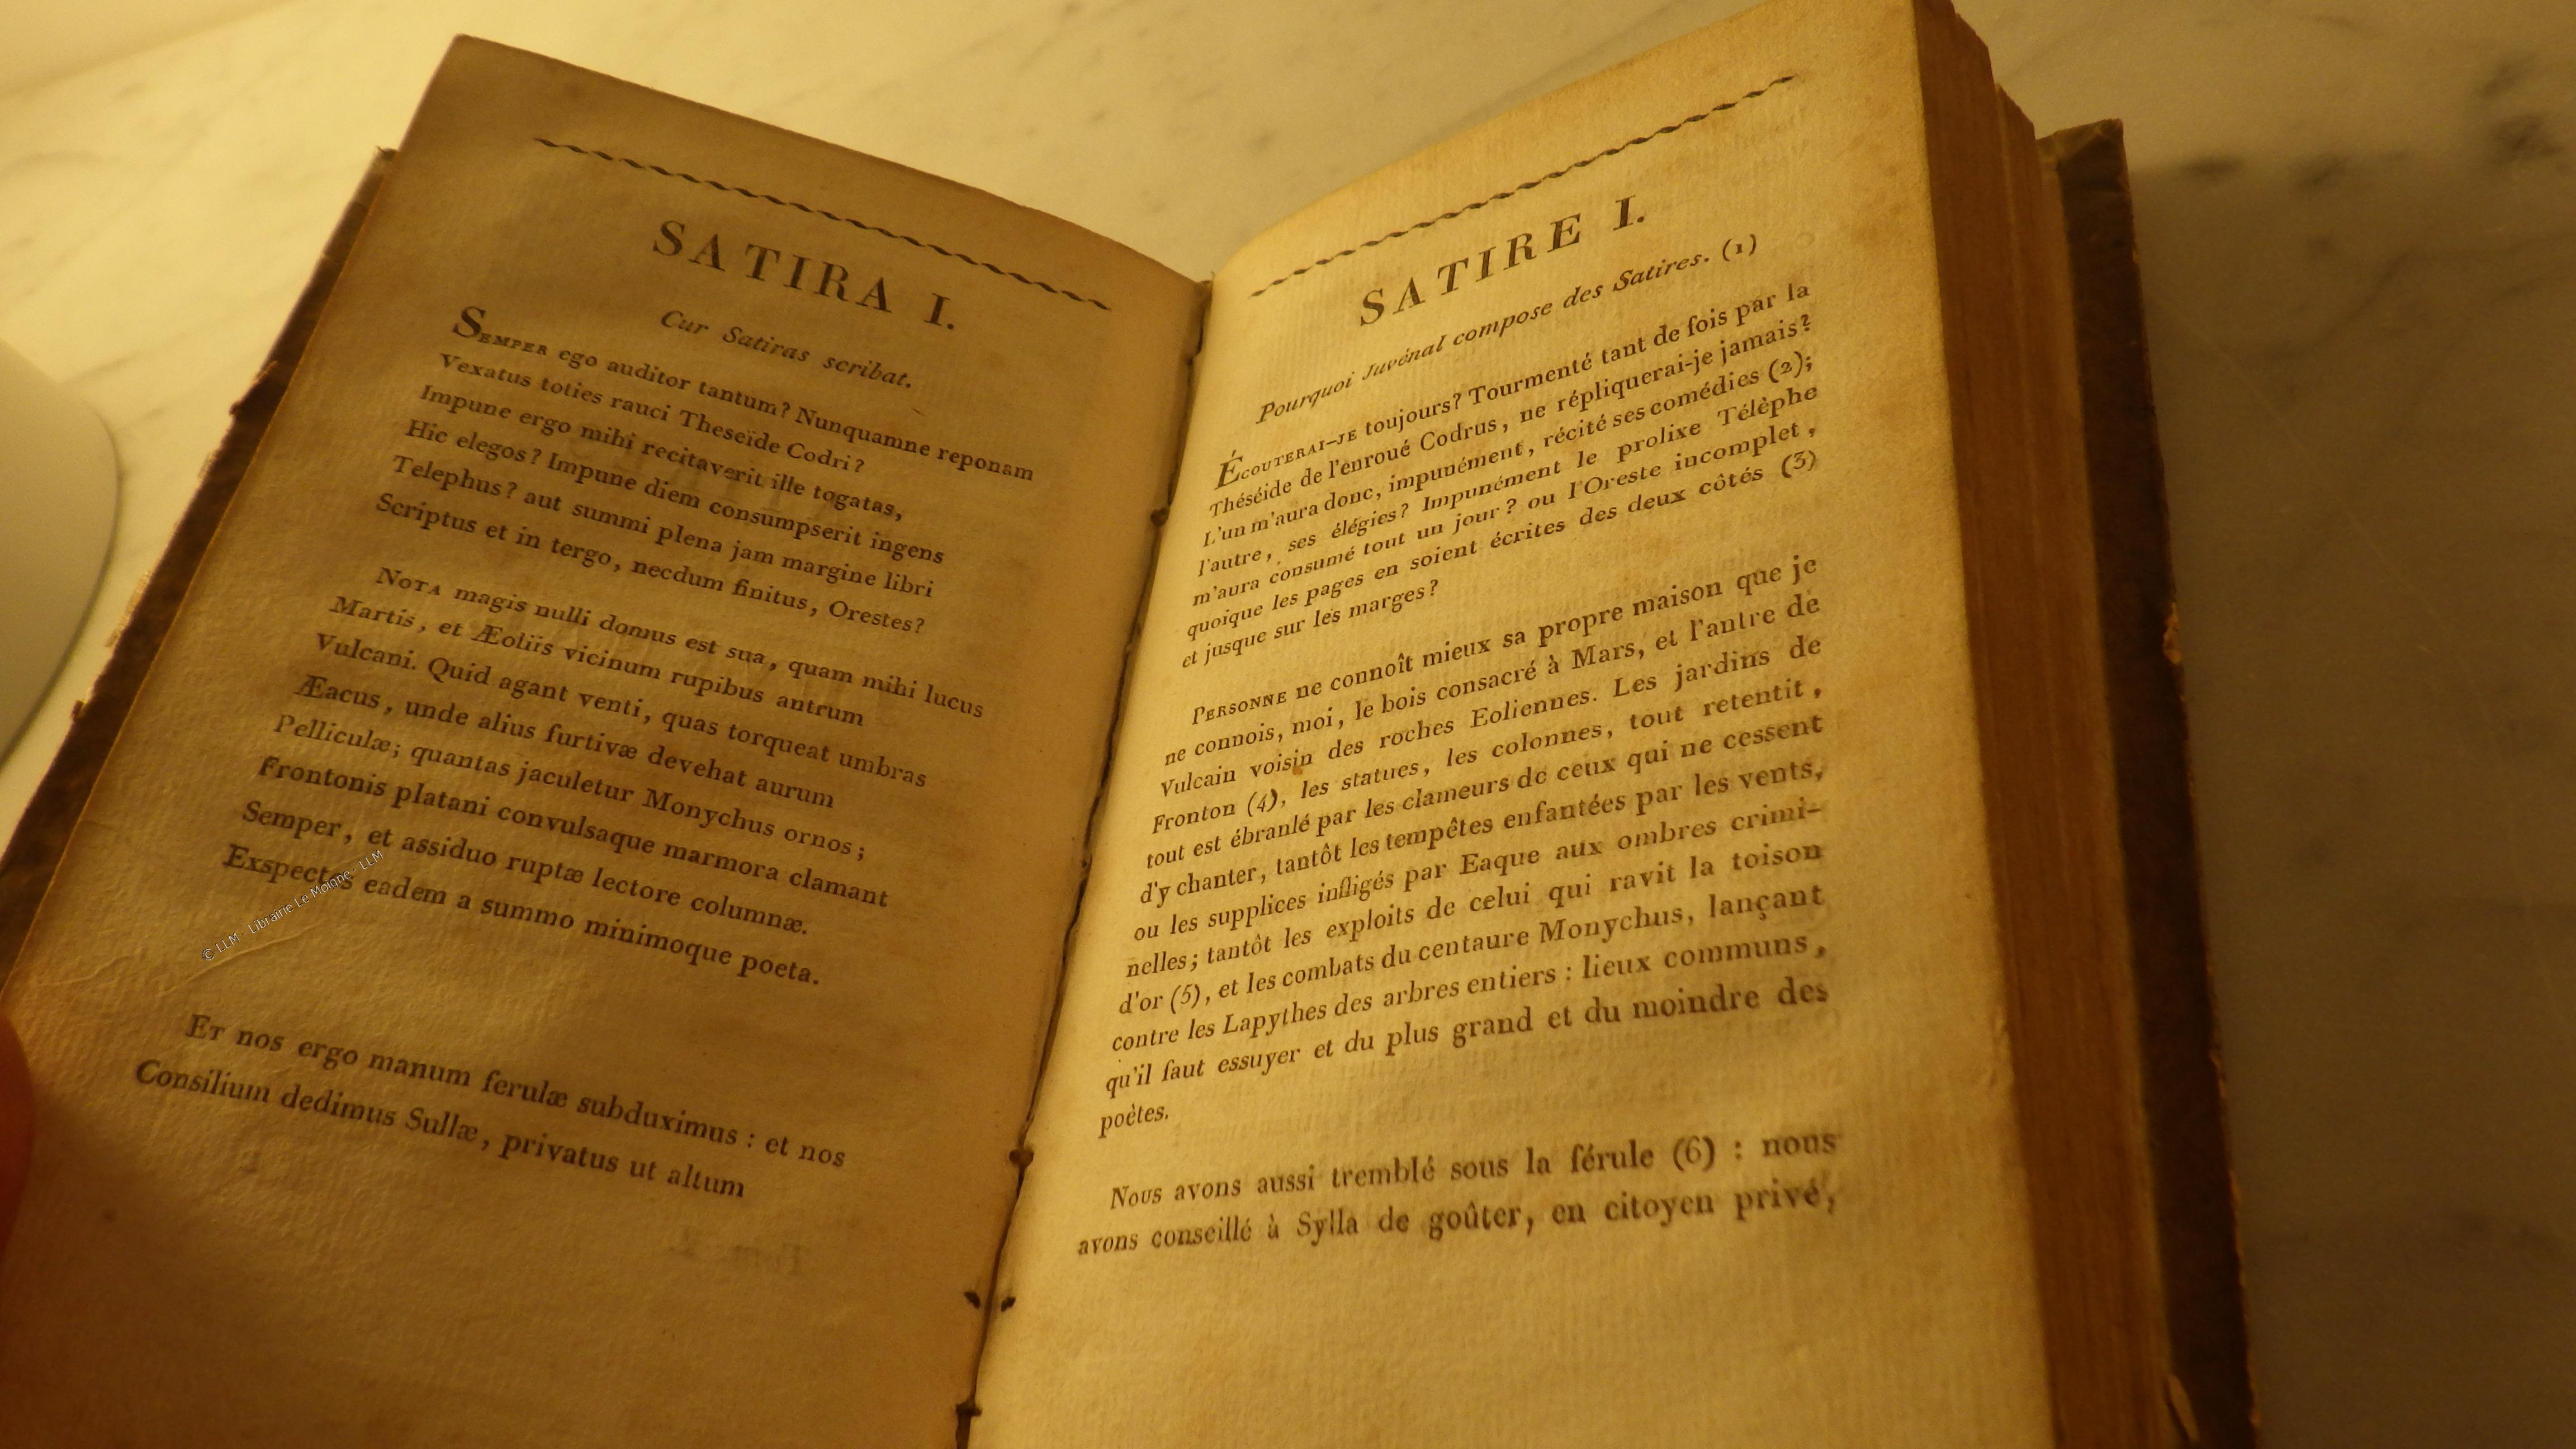 SATIRA I.
Cur Satiras scribat.
SEMPER ego auditor tantum? Nunquamne reponam
Vexatus toties rauci Theseïde Codri?
Impune ergo mihi recitaverit ille togatas,
Hic elegos? Impune diem consumpserit ingens
Telephus? aut summi plena jam margine libri
Scriptus et in tergo, necdum finitus, Orestes?
NOTA magis nulli domus est sua, quam mihi lucus
Martis, et Æoliis vicinum rupibus antrum
Vulcani. Quid agant venti, quas torqueat umbras
Æacus, unde alius furtivæ devehat aurum
Pelliculæ; quantas jaculetur Monychus ornos;
Frontonis platani convulsaque marmora clamant
Semper, et assiduo ruptæ lectore columnæ.
Exspectes eadem a summo minimoque poeta.
ET nos ergo manum ferulæ subduximus : et nos
Consilium dedimus Sullæ, privatus ut altum
© LLM - Librairie Le Moinne - LLM
SATIRE I.
Pourquoi Juvénal compose des Satires. (1)
ÉCOUTERAI-JE toujours? Tourmenté tant de fois par la
Théséide de l'enroué Codrus, ne répliquerai-je jamais?
L'un m'aura donc, impunément, récité ses comédies (2);
l'autre, ses élégies? Impunément le prolixe Télèphe
m'aura consumé tout un jour? ou l'Oreste incomplet,
quoique les pages en soient écrites des deux côtés (3)
et jusque sur les marges?
PERSONNE ne connoît mieux sa propre maison que je
ne connois, moi, le bois consacré à Mars, et l'antre de
Vulcain voisin des roches Eoliennes. Les jardins de
Fronton (4), les statues, les colonnes, tout retentit,
tout est ébranlé par les clameurs de ceux qui ne cessent
d'y chanter, tantôt les tempêtes enfantées par les vents,
ou les supplices infligés par Eaque aux ombres crimi-
nelles; tantôt les exploits de celui qui ravit la toison
d'or (5), et les combats du centaure Monychus, lançant
contre les Lapythes des arbres entiers : lieux communs,
qu'il faut essuyer et du plus grand et du moindre des
poètes.
Nous avons aussi tremblé sous la férule (6) : nous
avons conseillé à Sylla de goûter, en citoyen privé,